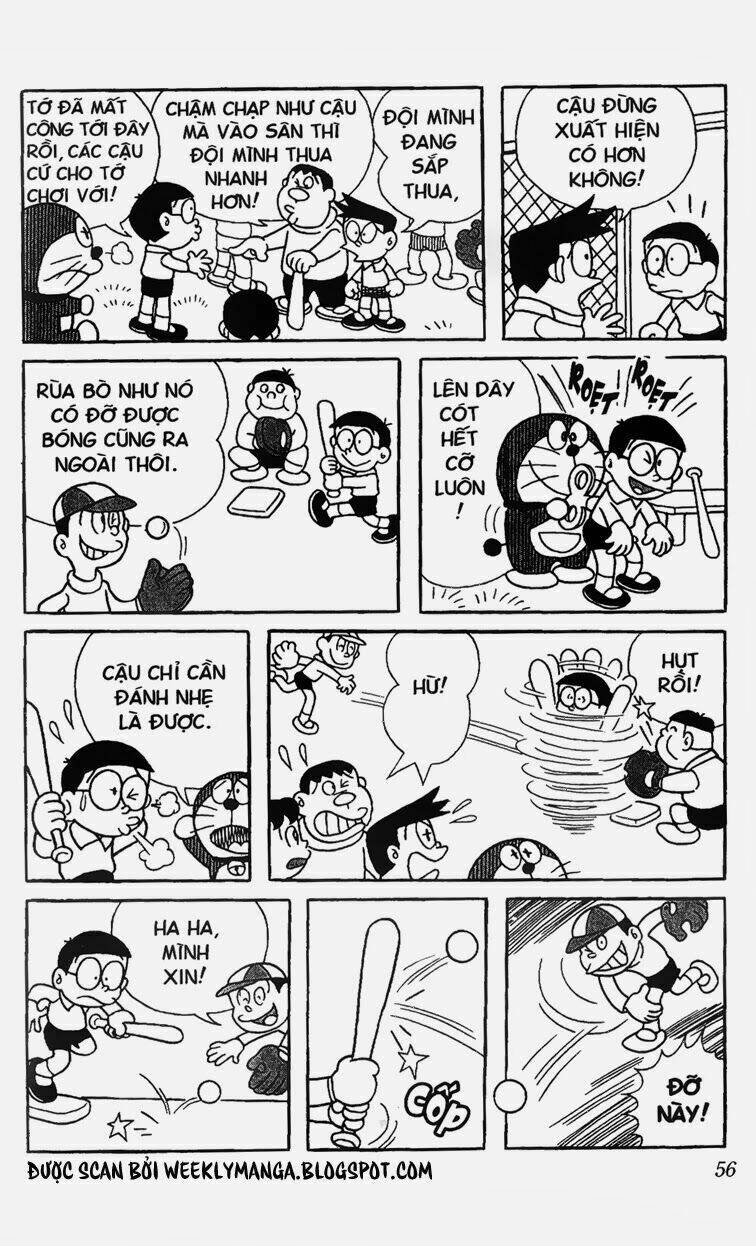 CẬU ĐỪNG
XUẤT HIỆN
CÓ HƠN
KHÔNG!
ĐỘI MÌNH
ĐANG
SẮP
THUA,
CHẬM CHẠP NHƯ CẬU
MÀ VÀO SÂN THÌ
ĐỘI MÌNH THUA
NHANH
HƠN!
TỚ ĐÃ MẤT
CÔNG TỚI ĐÂY
RỒI, CÁC CẬU
CỨ CHO TỚ
CHƠI VỚI!
ROẸT
ROẸT
LÊN DÂY
CÓT
HẾT
CỠ
LUÔN
!
RÙA BÒ NHƯ NÓ
CÓ ĐỠ ĐƯỢC
BÓNG CŨNG RA
NGOÀI THÔI.
HỤT
RỒI!
HỪ!
CẬU CHỈ CẦN
ĐÁNH NHẸ
LÀ ĐƯỢC.
ĐỠ
NÀY!
CỐP
HA HA,
MÌNH
XIN!
ĐƯỢC SCAN BỞI WEEKLYMANGA.BLOGSPOT.COM
56